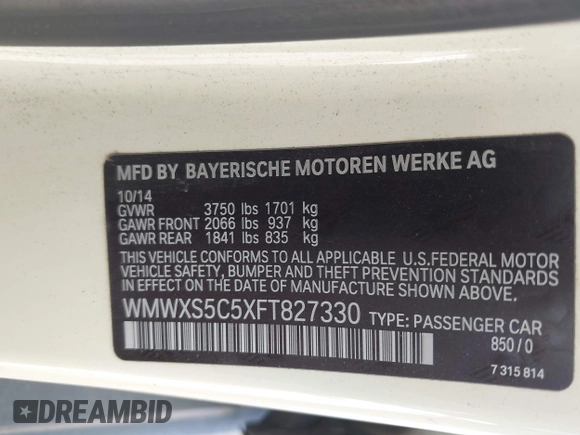 MFD BY BAYERISCHE MOTOREN WERKE AG
10/14
GVWR 3750 lbs 1701 kg
GAWR FRONT 2066 lbs 937 kg
GAWR REAR 1841 lbs 835 kg
THIS VEHICLE CONFORMS TO ALL APPLICABLE U.S.FEDERAL MOTOR
VEHICLE SAFETY, BUMPER AND THEFT PREVENTION STANDARDS
IN EFFECT ON THE DATE OF MANUFACTURE SHOWN ABOVE.
WMWXS5C5XFT827330 TYPE: PASSENGER CAR
850 / 0
7 315 814
DREAMBID